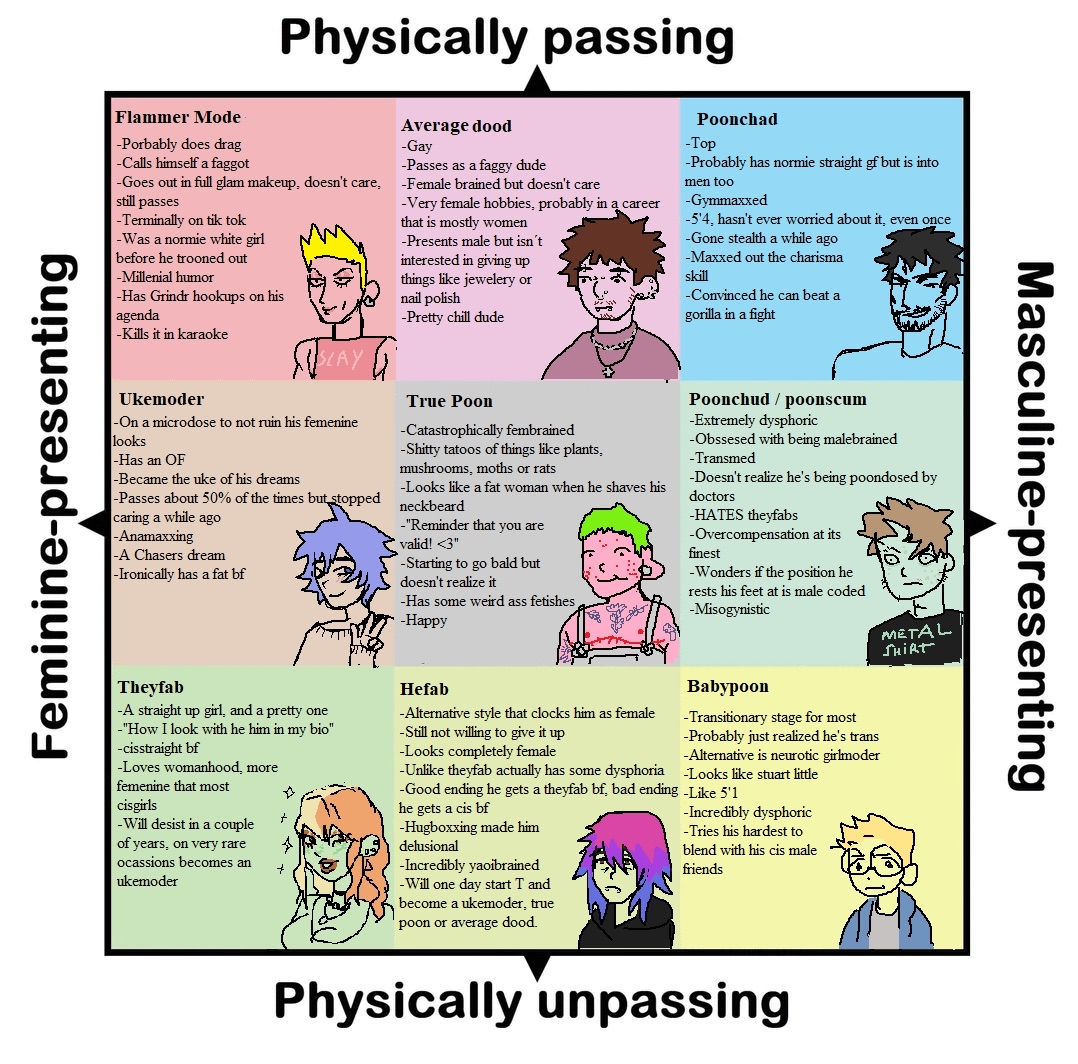 Physically passing
Feminine-presenting
Masculine-presenting
Flammer Mode
-Porbably does drag
-Calls himself a faggot
-Goes out in full glam makeup, doesn't care,
still passes
-Terminally on tik tok
-Was a normie white girl
before he trooned out
-Millenial humor
-Has Grindr hookups on his
agenda
-Kills it in karaoke
SLAY
Average dood
-Gay
-Passes as a faggy dude
-Female brained but doesn't care
-Very female hobbies, probably in a career
that is mostly women
-Presents male but isn´t
interested in giving up
things like jewelery or
nail polish
-Pretty chill dude
Poonchad
-Top
-Probably has normie straight gf but is into
men too
-Gymmaxxed
-5'4, hasn't ever worried about it, even once
-Gone stealth a while ago
-Maxxed out the charisma
skill
-Convinced he can beat a
gorilla in a fight
Ukemoder
-On a microdose to not ruin his femenine
looks
-Has an OF
-Became the uke of his dreams
-Passes about 50% of the times but stopped
caring a while ago
-Anamaxxing
-A Chasers dream
-Ironically has a fat bf
True Poon
-Catastrophically fembrained
-Shitty tatoos of things like plants,
mushrooms, moths or rats
-Looks like a fat woman when he shaves his
neckbeard
-"Reminder that you are
valid! <3"
-Starting to go bald but
doesn't realize it
-Has some weird ass fetishes
-Happy
Poonchud / poonscum
-Extremely dysphoric
-Obssesed with being malebrained
-Transmed
-Doesn't realize he's being poondosed by
doctors
-HATES theyfabs
-Overcompensation at its
finest
-Wonders if the position he
rests his feet at is male coded
-Misogynistic
METAL
SHIRT
Theyfab
-A straight up girl, and a pretty one
-"How I look with he him in my bio"
-cisstraight bf
-Loves womanhood, more
femenine that most
cisgirls
-Will desist in a couple
of years, on very rare
ocassions becomes an
ukemoder
Hefab
-Alternative style that clocks him as female
-Still not willing to give it up
-Looks completely female
-Unlike theyfab actually has some dysphoria
-Good ending he gets a theyfab bf, bad ending
he gets a cis bf
-Hugboxxing made him
delusional
-Incredibly yaoibrained
-Will one day start T and
become a ukemoder, true
poon or average dood.
Babypoon
-Transitionary stage for most
-Probably just realized he's trans
-Alternative is neurotic girlmoder
-Looks like stuart little
-Like 5'1
-Incredibly dysphoric
-Tries his hardest to
blend with his cis male
friends
Physically unpassing